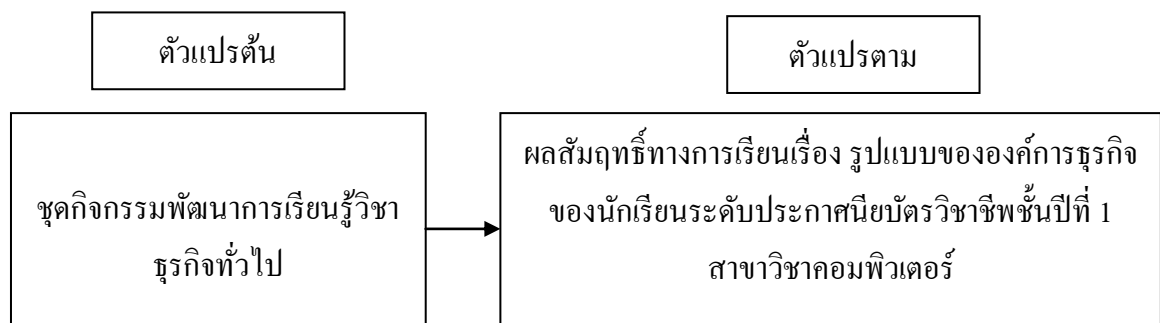 ตัวแปรต้น
ตัวแปรตาม
ชุดกิจกรรมพัฒนาการเรียนรู้วิชา
ธุรกิจทั่วไป
ผลสัมฤทธิ์ทางการเรียนเรื่อง รูปแบบขององค์การธุรกิจ
ของนักเรียนระดับประกาศนียบัตรวิชาชีพชั้นปีที่ 1
สาขาวิชาคอมพิวเตอร์